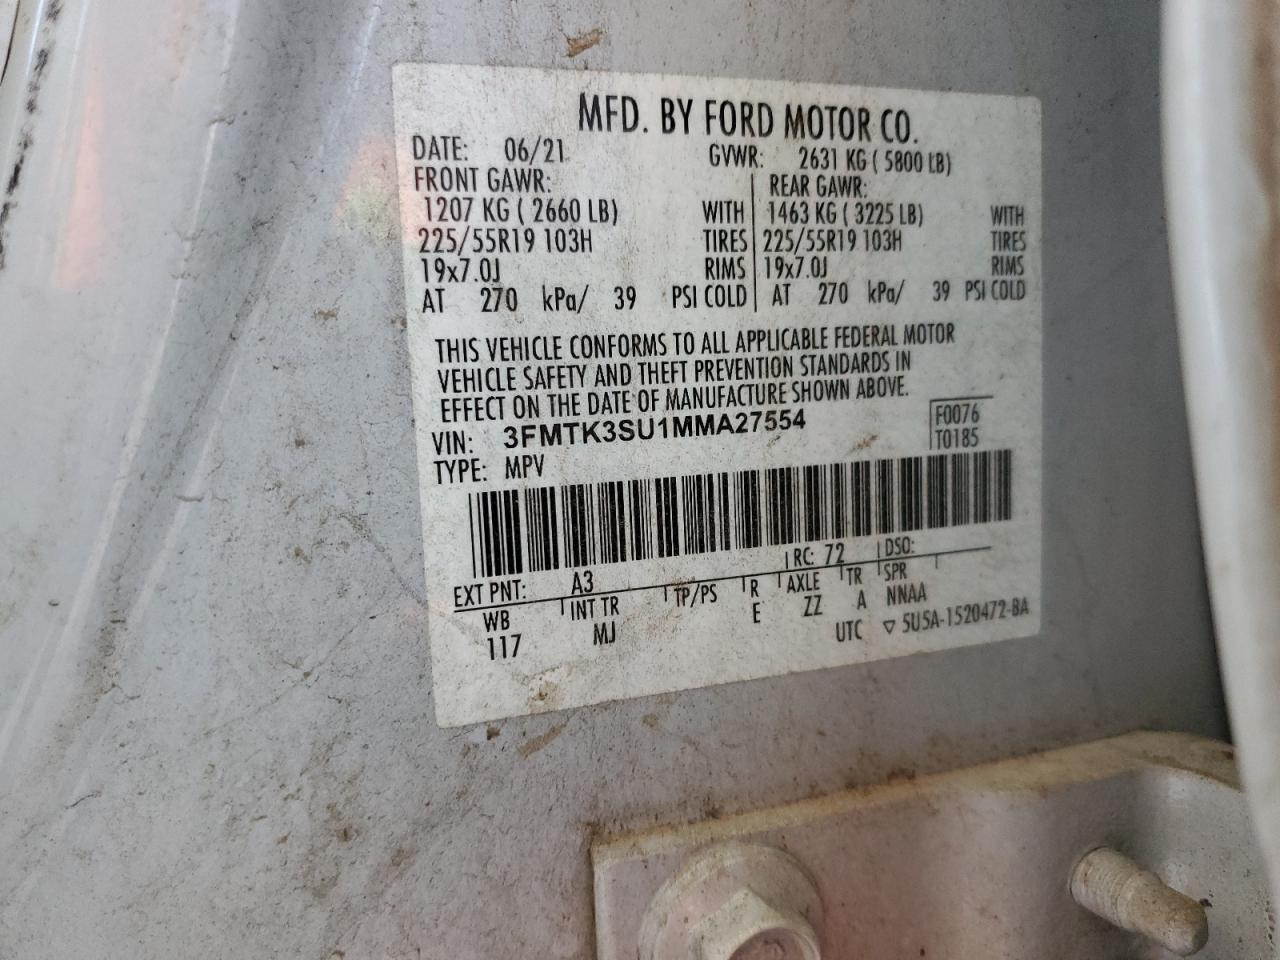 MFD. BY FORD MOTOR CO.
DATE: 06/21 GVWR: 2631 KG ( 5800 LB)
FRONT GAWR: REAR GAWR:
1207 KG ( 2660 LB) WITH 1463 KG ( 3225 LB) WITH
225/55R19 103H TIRES 225/55R19 103H TIRES
19x7.0J RIMS 19x7.0J RIMS
AT 270 kPa/ 39 PSI COLD AT 270 kPa/ 39 PSI COLD
THIS VEHICLE CONFORMS TO ALL APPLICABLE FEDERAL MOTOR
VEHICLE SAFETY AND THEFT PREVENTION STANDARDS IN
EFFECT ON THE DATE OF MANUFACTURE SHOWN ABOVE.
VIN: 3FMTK3SU1MMA27554 F0076
TYPE: MPV T0185
EXT PNT: A3 RC: 72 DSO:
WB INT TR TP/PS R AXLE TR SPR
117 MJ E ZZ A NNAA
UTC ▽ 5U5A-1520472-BA